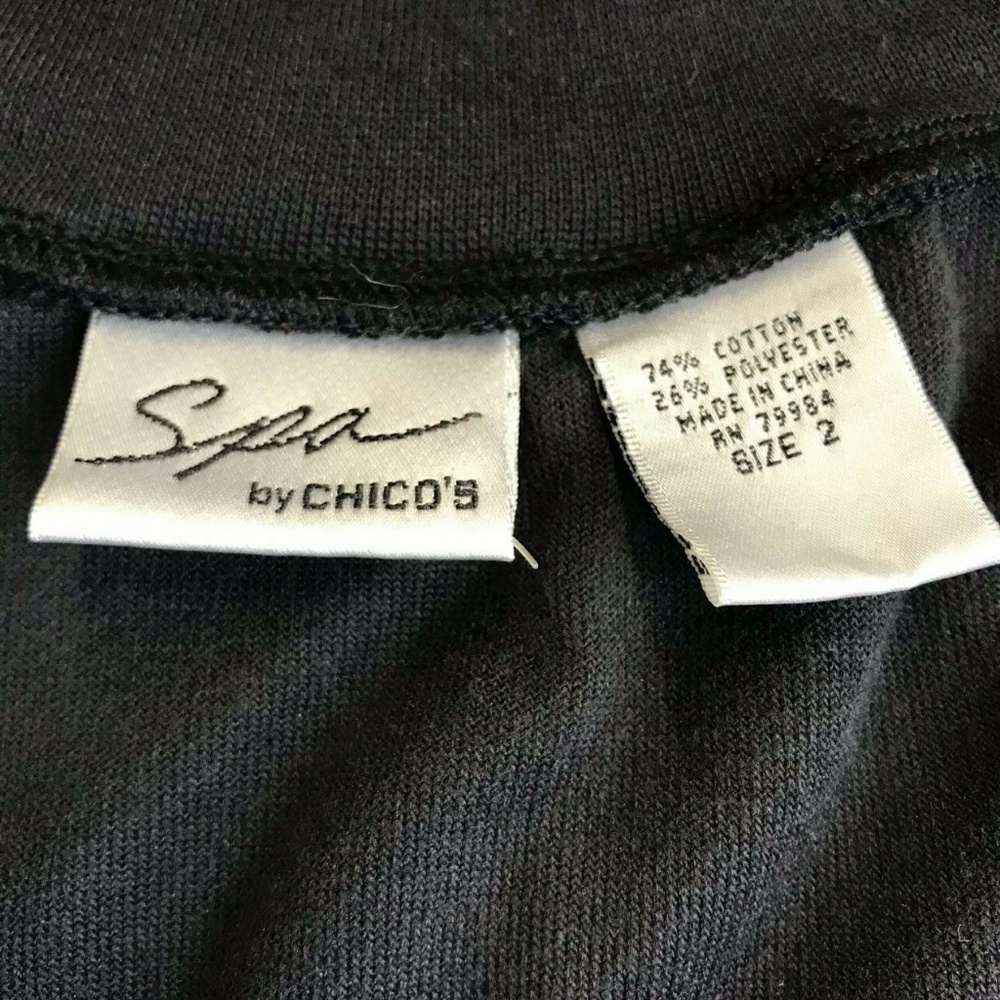 Spa
by CHICO'S
74% COTTON
26% POLYESTER
MADE IN CHINA
RN 79984
SIZE 2